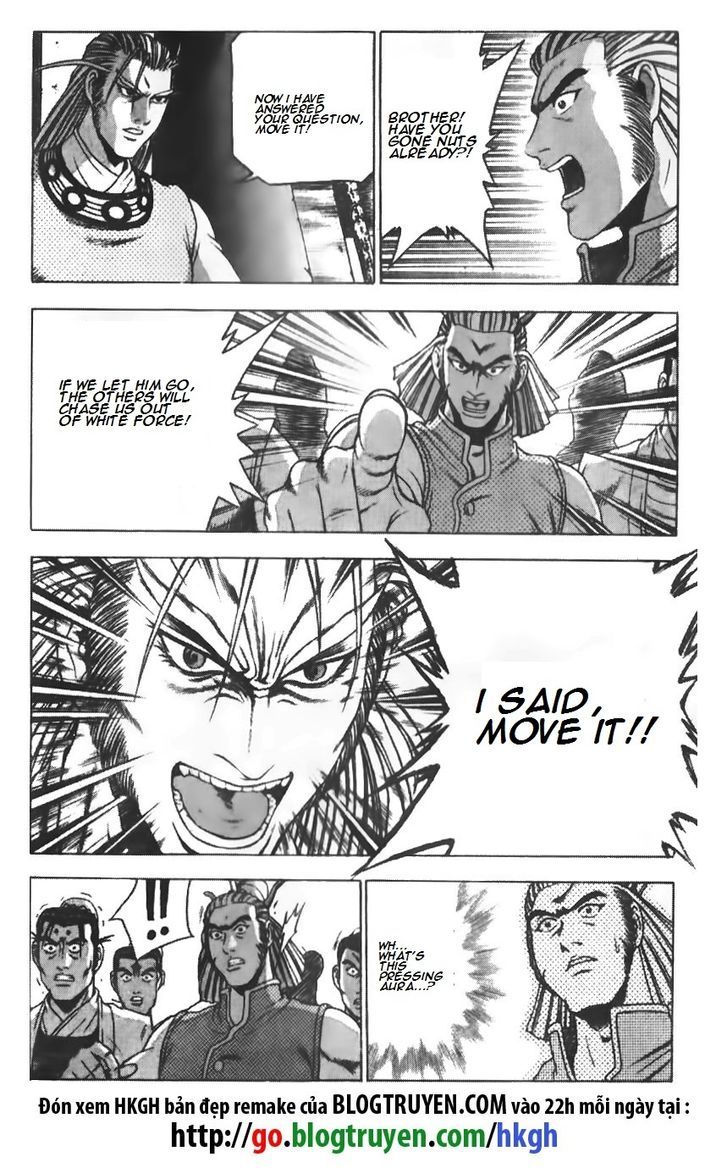 NOW I HAVE
ANSWERED
YOUR QUESTION,
MOVE IT!
BROTHER!
HAVE YOU
GONE NUTS
ALREADY?!
IF WE LET HIM GO,
THE OTHERS WILL
CHASE US OUT
OF WHITE FORCE!
I SAID,
MOVE IT!!
!!
WH...
WHAT'S
THIS
PRESSING
AURA...?
Đón xem HKGH bản đẹp remake của BLOGTRUYEN.COM vào 22h mỗi ngày tại :
http://go.blogtruyen.com/hkgh